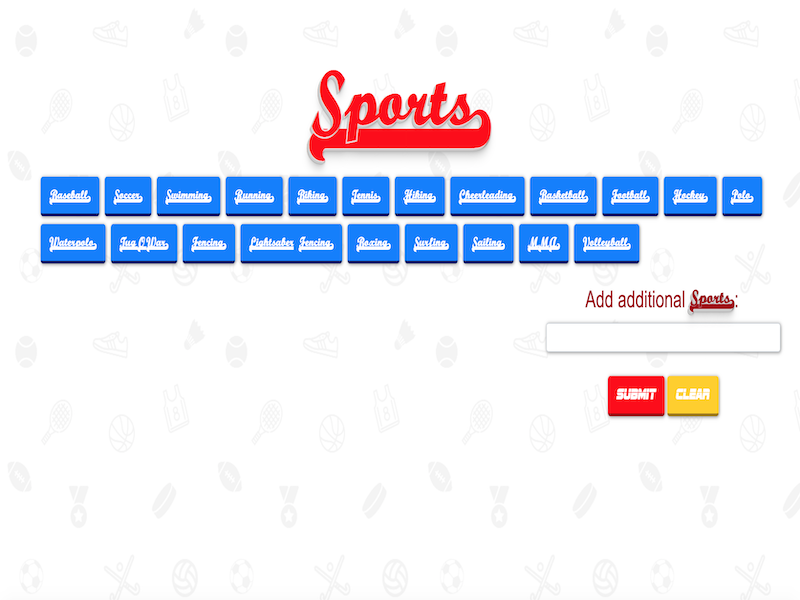 Sports
Baseball Soccer Swimming Running Biking Tennis Hiking Cheerleading Basketball Football Hockey Polo
Waterpolo Tug O War Fencing Lightsaber Fencing Boxing Surfing Sailing MMA Volleyball
Add additional Sports:
SUBMIT CLEAR